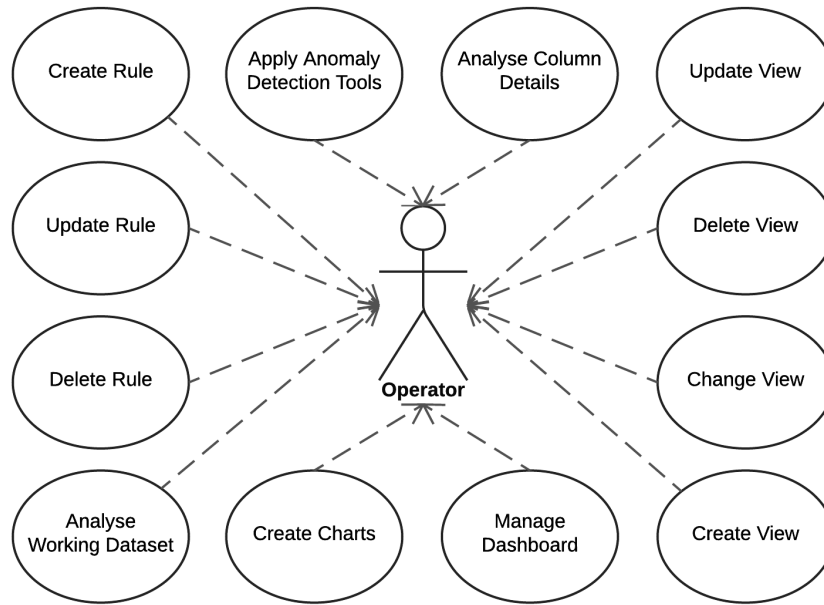 Create Rule
Apply Anomaly
Detection Tools
Analyse Column
Details
Update View
Update Rule
Delete View
Delete Rule
Change View
Operator
Analyse
Working Dataset
Create Charts
Manage
Dashboard
Create View